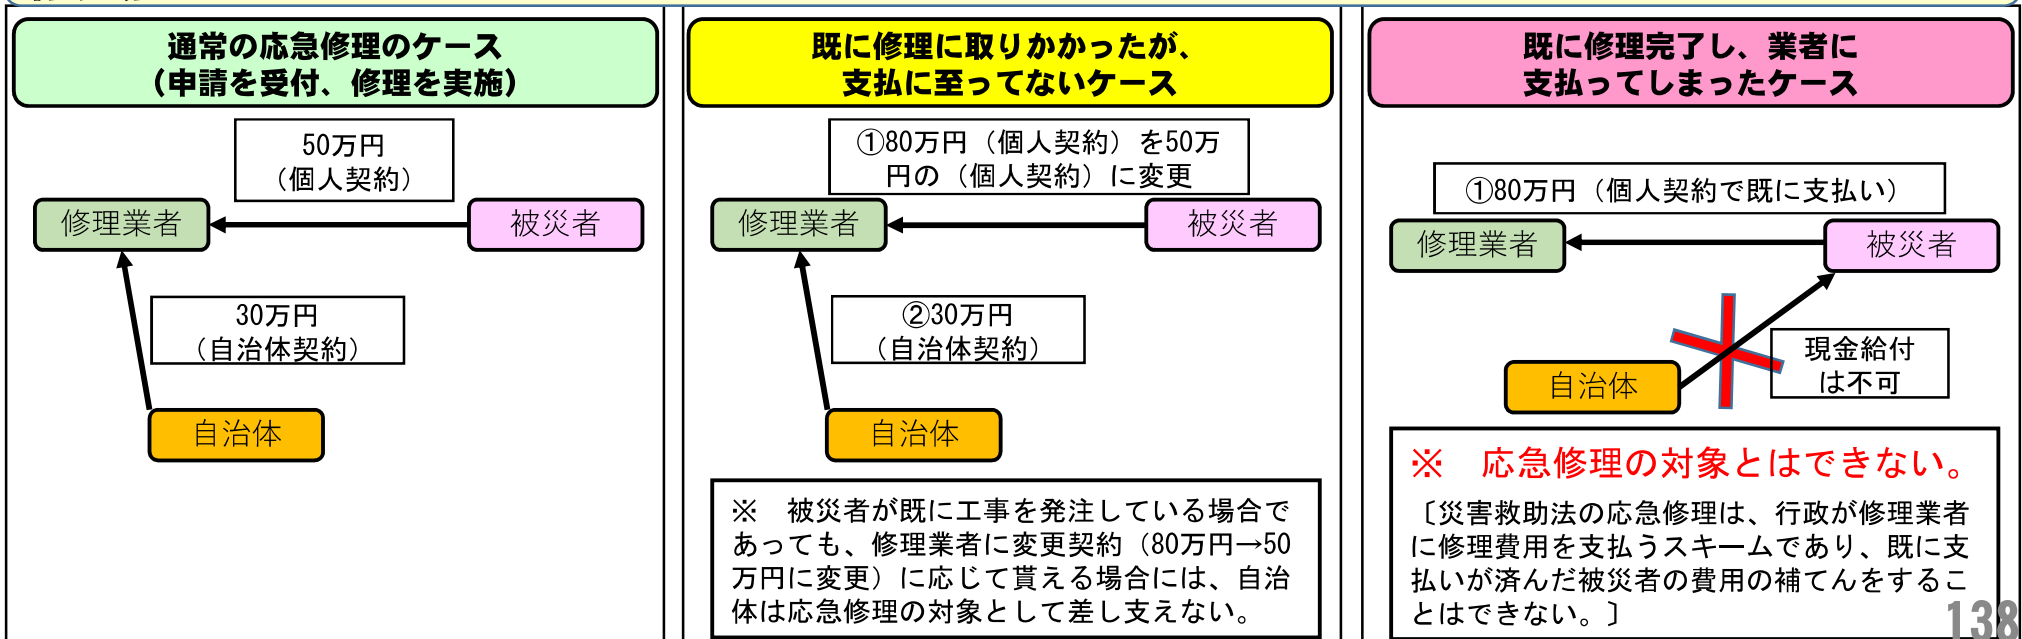 通常の応急修理のケース
（申請を受付、修理を実施）
50万円
（個人契約）
修理業者
被災者
30万円
（自治体契約）
自治体
既に修理に取りかかったが、
支払に至ってないケース
①80万円（個人契約）を50万
円の（個人契約）に変更
修理業者
被災者
②30万円
（自治体契約）
自治体
※　被災者が既に工事を発注している場合で
あっても、修理業者に変更契約（80万円→50
万円に変更）に応じて貰える場合には、自治
体は応急修理の対象として差し支えない。
既に修理完了し、業者に
支払ってしまったケース
①80万円（個人契約で既に支払い）
修理業者
被災者
現金給付
は不可
自治体
※　応急修理の対象とはできない。
〔災害救助法の応急修理は、行政が修理業者
に修理費用を支払うスキームであり、既に支
払いが済んだ被災者の費用の補てんをするこ
とはできない。〕
138